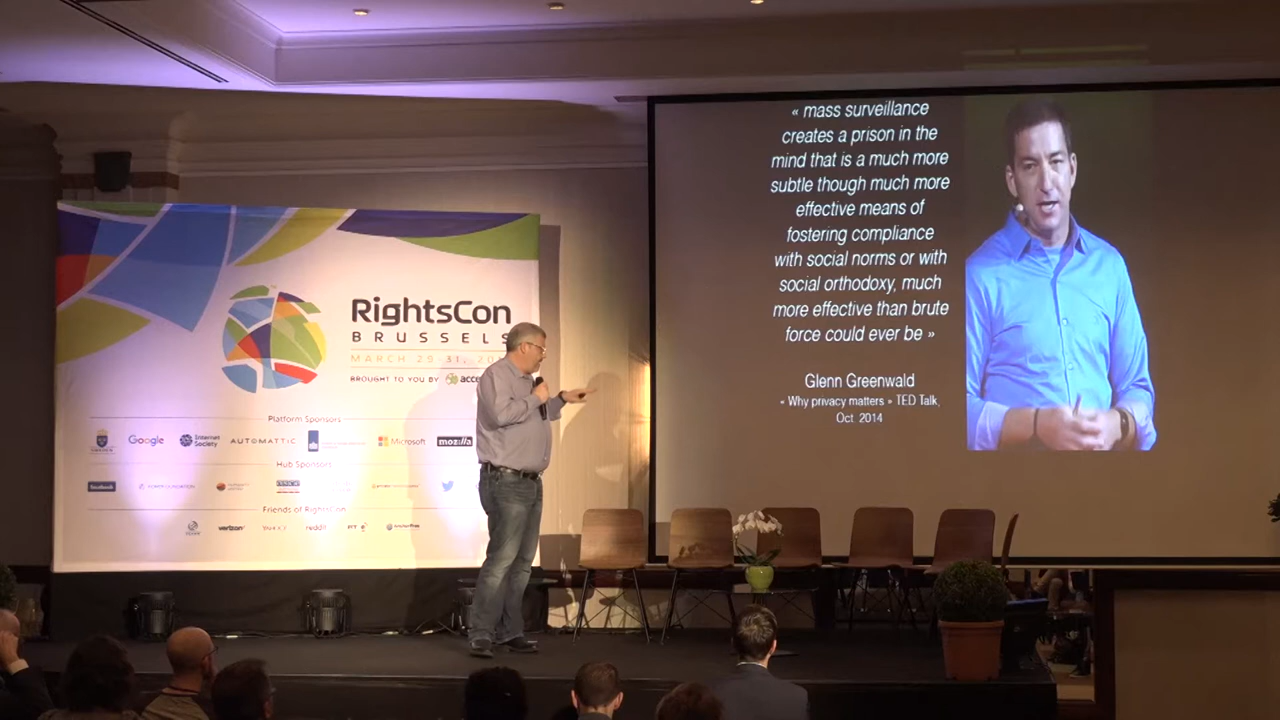 RightsCon
BRUSSELS
MARCH 29-31, 20
BROUGHT TO YOU BY acce
Platform Sponsors
Google
Internet
Society
AUTOMATTIC
Microsoft
moz://a
Hub Sponsors
facebook
Friends of RightsCon
verizon
reddit
« mass surveillance
creates a prison in the
mind that is a much more
subtle though much more
effective means of
fostering compliance
with social norms or with
social orthodoxy, much
more effective than brute
force could ever be »
Glenn Greenwald
« Why privacy matters » TED Talk,
Oct. 2014